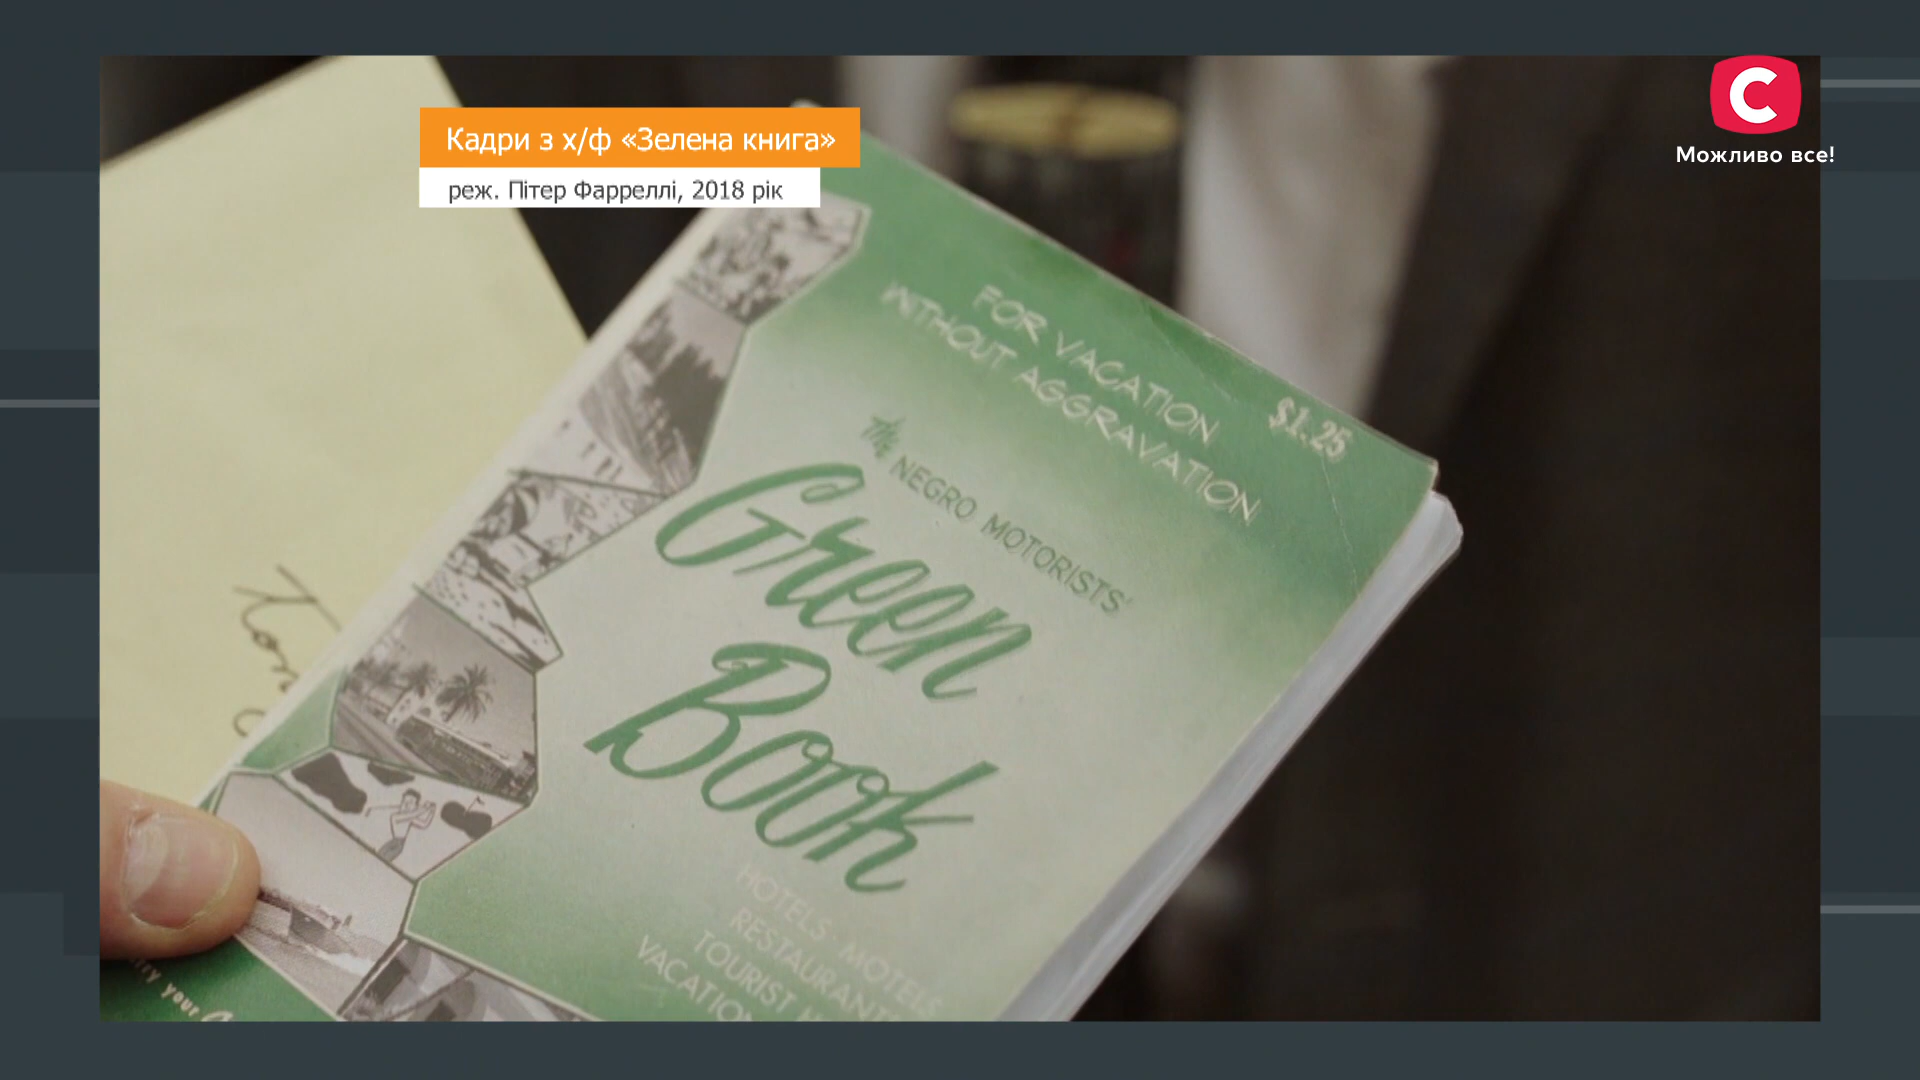 Кадри з х/ф «Зелена книга»
реж. Пітер Фарреллі, 2018 рік
Можливо все!
FOR VACATION
WITHOUT AGGRAVATION
$1.25
the NEGRO MOTORISTS'
Green
Book
HOTELS · MOTELS
RESTAURANTS
TOURIST
VACATION
your